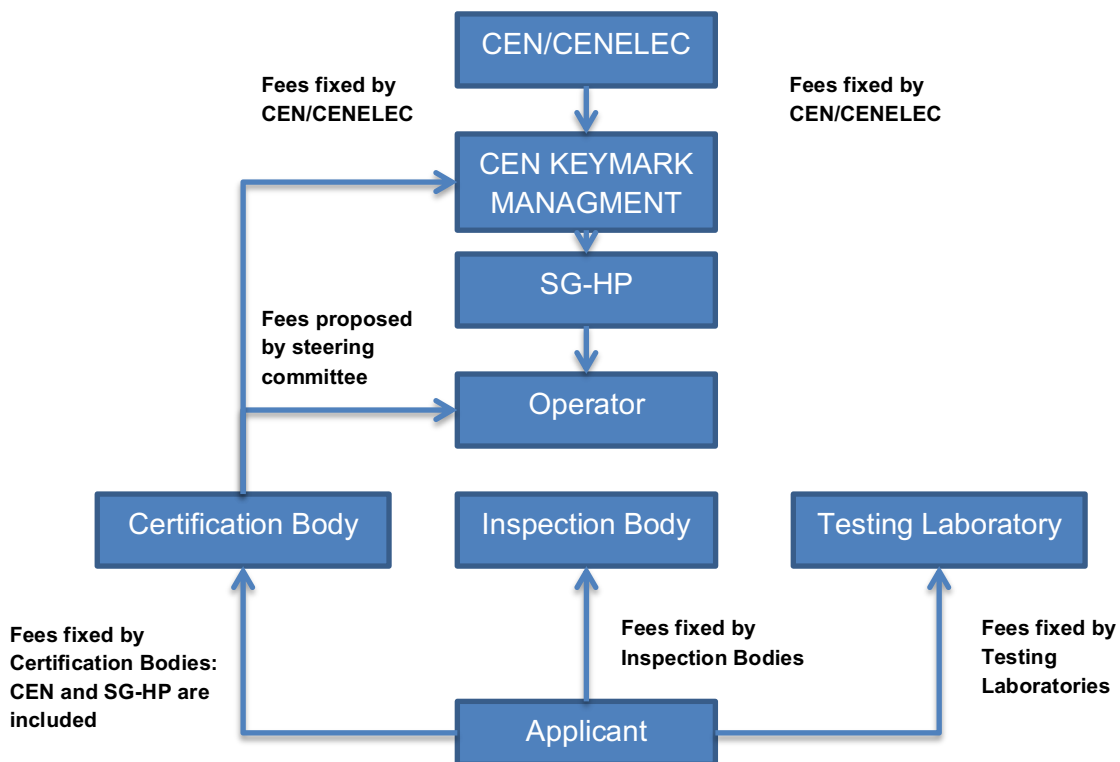 CEN/CENELEC
Fees fixed by
CEN/CENELEC
Fees fixed by
CEN/CENELEC
CEN KEYMARK
MANAGMENT
SG-HP
Fees proposed
by steering
committee
Operator
Certification Body
Inspection Body
Testing Laboratory
Fees fixed by
Certification Bodies:
CEN and SG-HP are
included
Fees fixed by
Inspection Bodies
Fees fixed by
Testing
Laboratories
Applicant